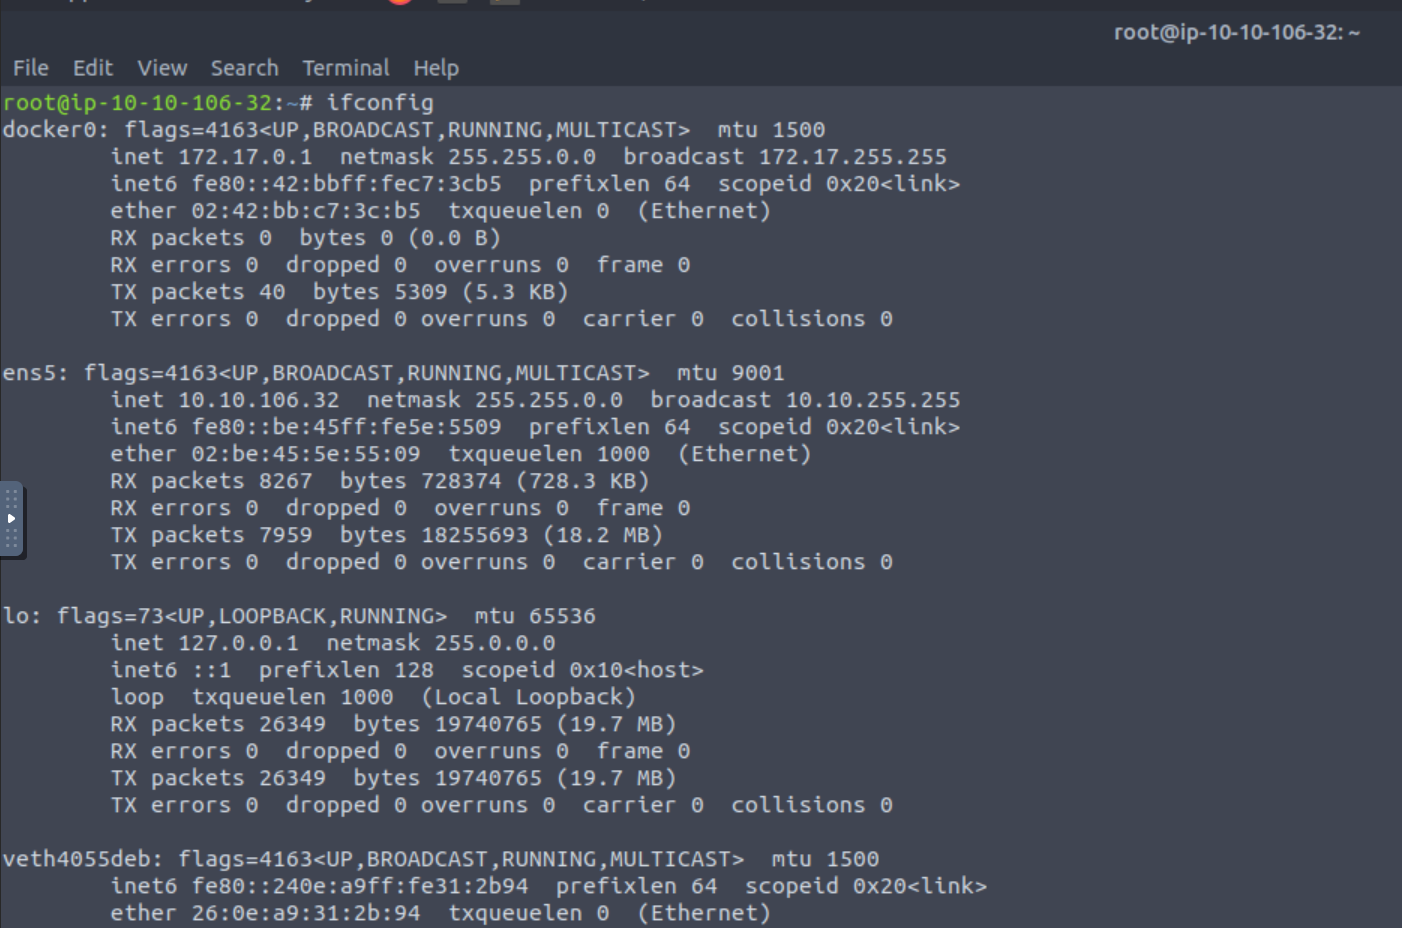 root@ip-10-10-106-32: ~
File Edit View Search Terminal Help
root@ip-10-10-106-32:~# ifconfig
docker0: flags=4163<UP,BROADCAST,RUNNING,MULTICAST>  mtu 1500
        inet 172.17.0.1  netmask 255.255.0.0  broadcast 172.17.255.255
        inet6 fe80::42:bbff:fec7:3cb5  prefixlen 64  scopeid 0x20<link>
        ether 02:42:bb:c7:3c:b5  txqueuelen 0  (Ethernet)
        RX packets 0  bytes 0 (0.0 B)
        RX errors 0  dropped 0  overruns 0  frame 0
        TX packets 40  bytes 5309 (5.3 KB)
        TX errors 0  dropped 0 overruns 0  carrier 0  collisions 0

ens5: flags=4163<UP,BROADCAST,RUNNING,MULTICAST>  mtu 9001
        inet 10.10.106.32  netmask 255.255.0.0  broadcast 10.10.255.255
        inet6 fe80::be:45ff:fe5e:5509  prefixlen 64  scopeid 0x20<link>
        ether 02:be:45:5e:55:09  txqueuelen 1000  (Ethernet)
        RX packets 8267  bytes 728374 (728.3 KB)
        RX errors 0  dropped 0  overruns 0  frame 0
        TX packets 7959  bytes 18255693 (18.2 MB)
        TX errors 0  dropped 0 overruns 0  carrier 0  collisions 0

lo: flags=73<UP,LOOPBACK,RUNNING>  mtu 65536
        inet 127.0.0.1  netmask 255.0.0.0
        inet6 ::1  prefixlen 128  scopeid 0x10<host>
        loop  txqueuelen 1000  (Local Loopback)
        RX packets 26349  bytes 19740765 (19.7 MB)
        RX errors 0  dropped 0  overruns 0  frame 0
        TX packets 26349  bytes 19740765 (19.7 MB)
        TX errors 0  dropped 0 overruns 0  carrier 0  collisions 0

veth4055deb: flags=4163<UP,BROADCAST,RUNNING,MULTICAST>  mtu 1500
        inet6 fe80::240e:a9ff:fe31:2b94  prefixlen 64  scopeid 0x20<link>
        ether 26:0e:a9:31:2b:94  txqueuelen 0  (Ethernet)